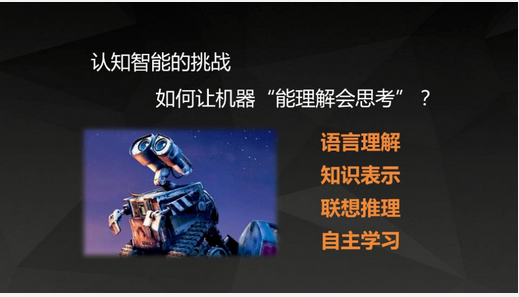 认知智能的挑战
如何让机器“能理解会思考”？
语言理解
知识表示
联想推理
自主学习